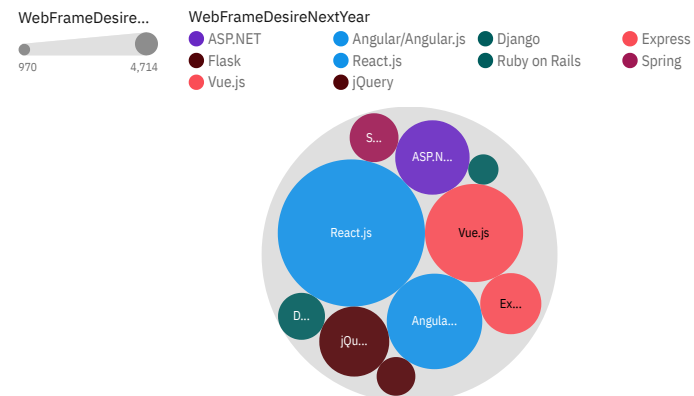 WebFrameDesire... WebFrameDesireNextYear
ASP.NET Angular/Angular.js Django Express
Flask React.js Ruby on Rails Spring
970 4,714
Vue.js jQuery
S...
ASP.N...
React.js Vue.js
Ex...
D... Angula...
jQu...